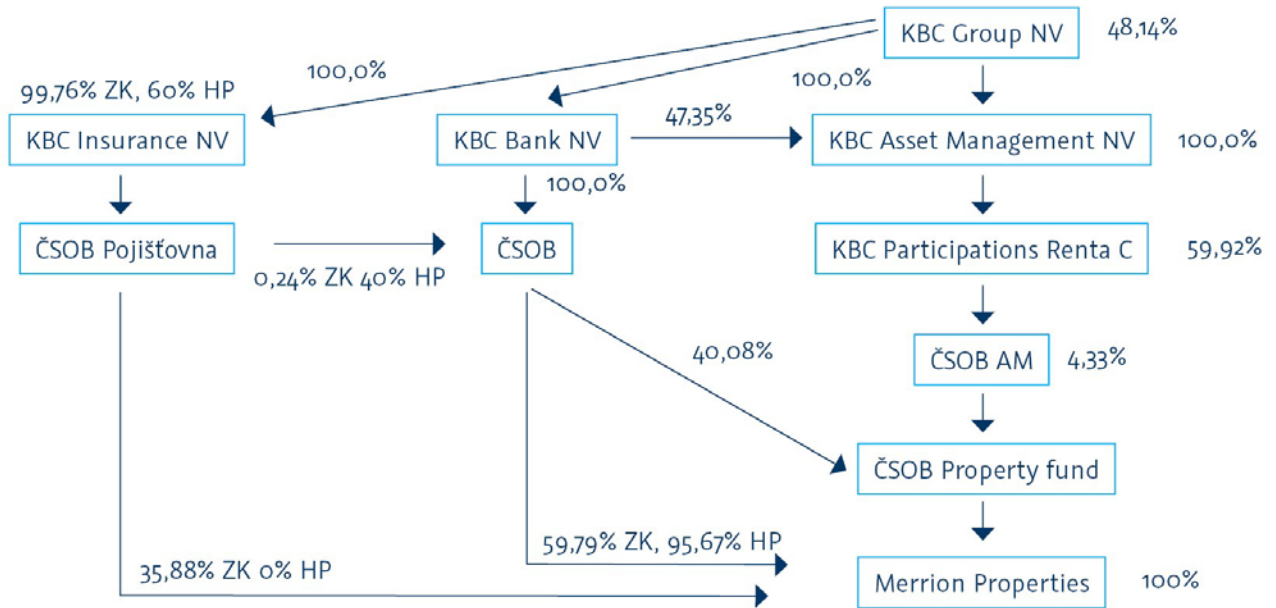 KBC Group NV
48,14%
100,0%
100,0%
99,76% ZK, 60% HP
KBC Insurance NV
KBC Bank NV
47,35%
KBC Asset Management NV
100,0%
100,0%
ČSOB Pojišťovna
ČSOB
KBC Participations Renta C
59,92%
0,24% ZK 40% HP
40,08%
ČSOB AM
4,33%
ČSOB Property fund
59,79% ZK, 95,67% HP
35,88% ZK 0% HP
Merrion Properties
100%